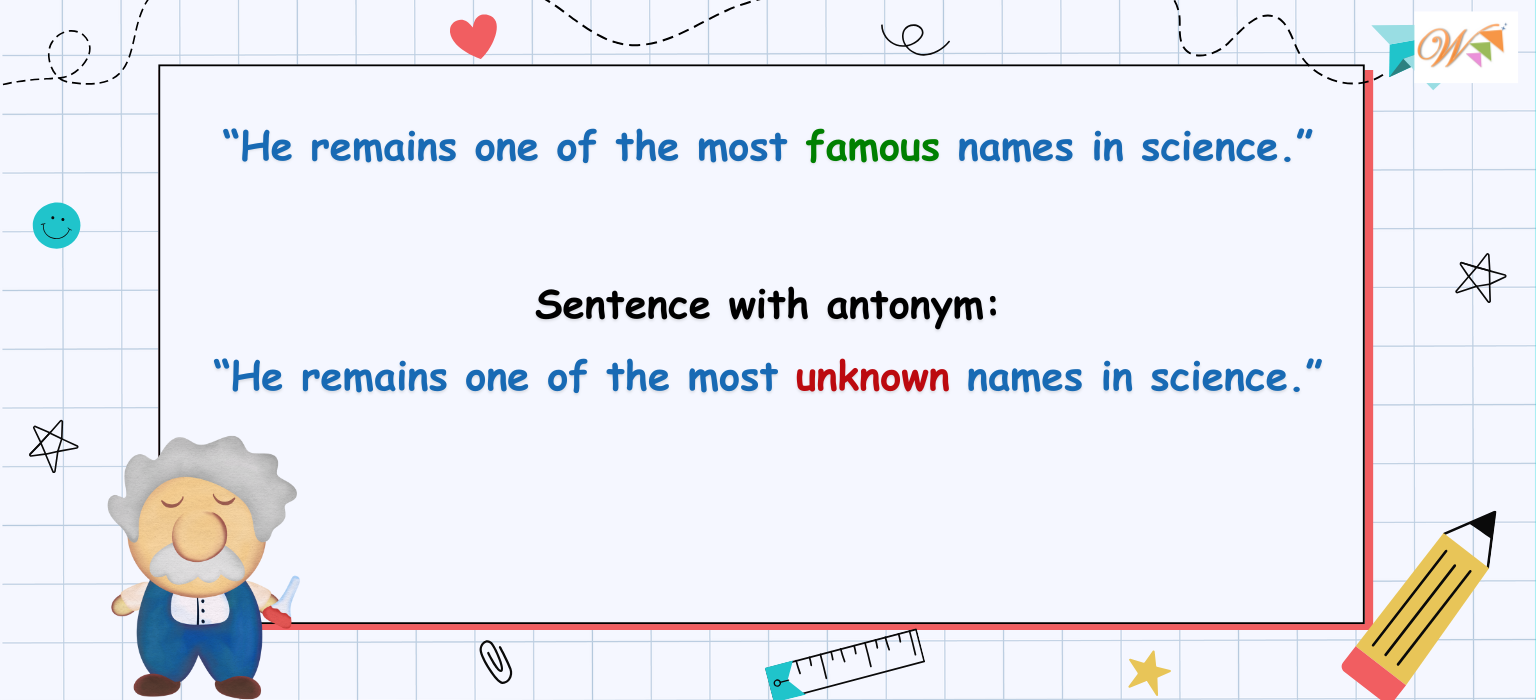 “He remains one of the most famous names in science.”
Sentence with antonym:
“He remains one of the most unknown names in science.”
W